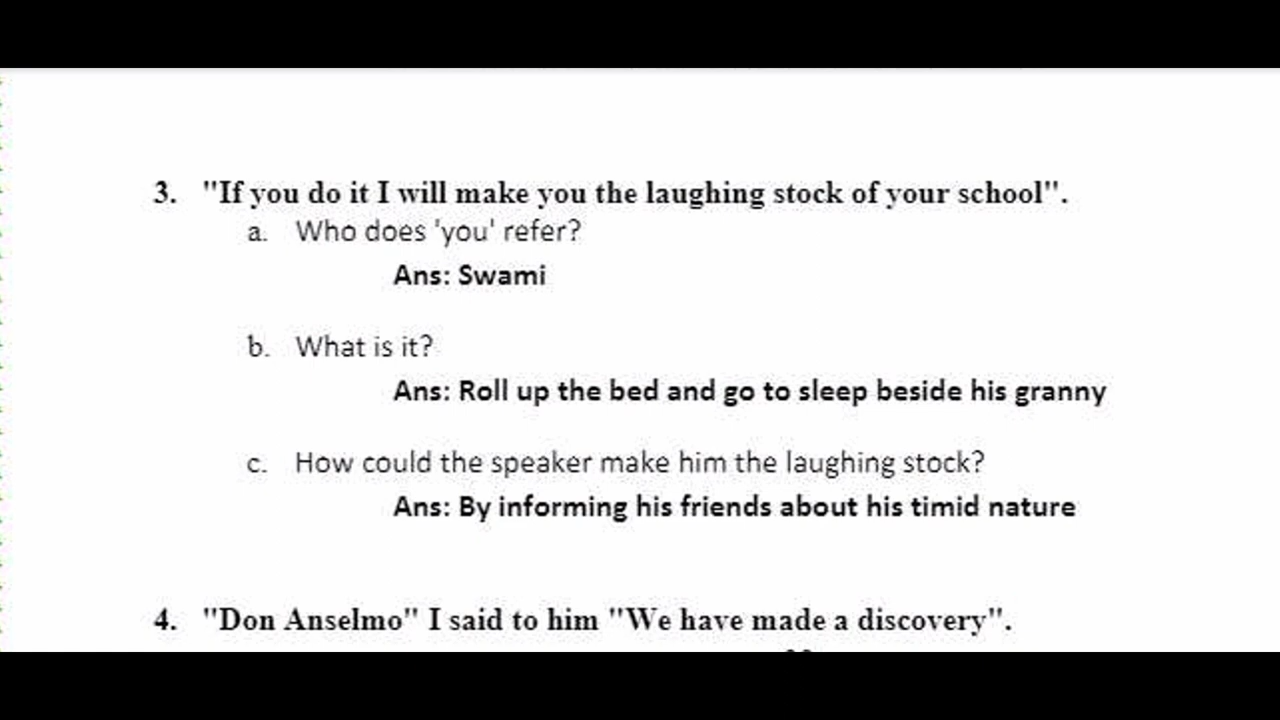 3. "If you do it I will make you the laughing stock of your school".
a. Who does 'you' refer?
Ans: Swami
b. What is it?
Ans: Roll up the bed and go to sleep beside his granny
c. How could the speaker make him the laughing stock?
Ans: By informing his friends about his timid nature
4. "Don Anselmo" I said to him "We have made a discovery".